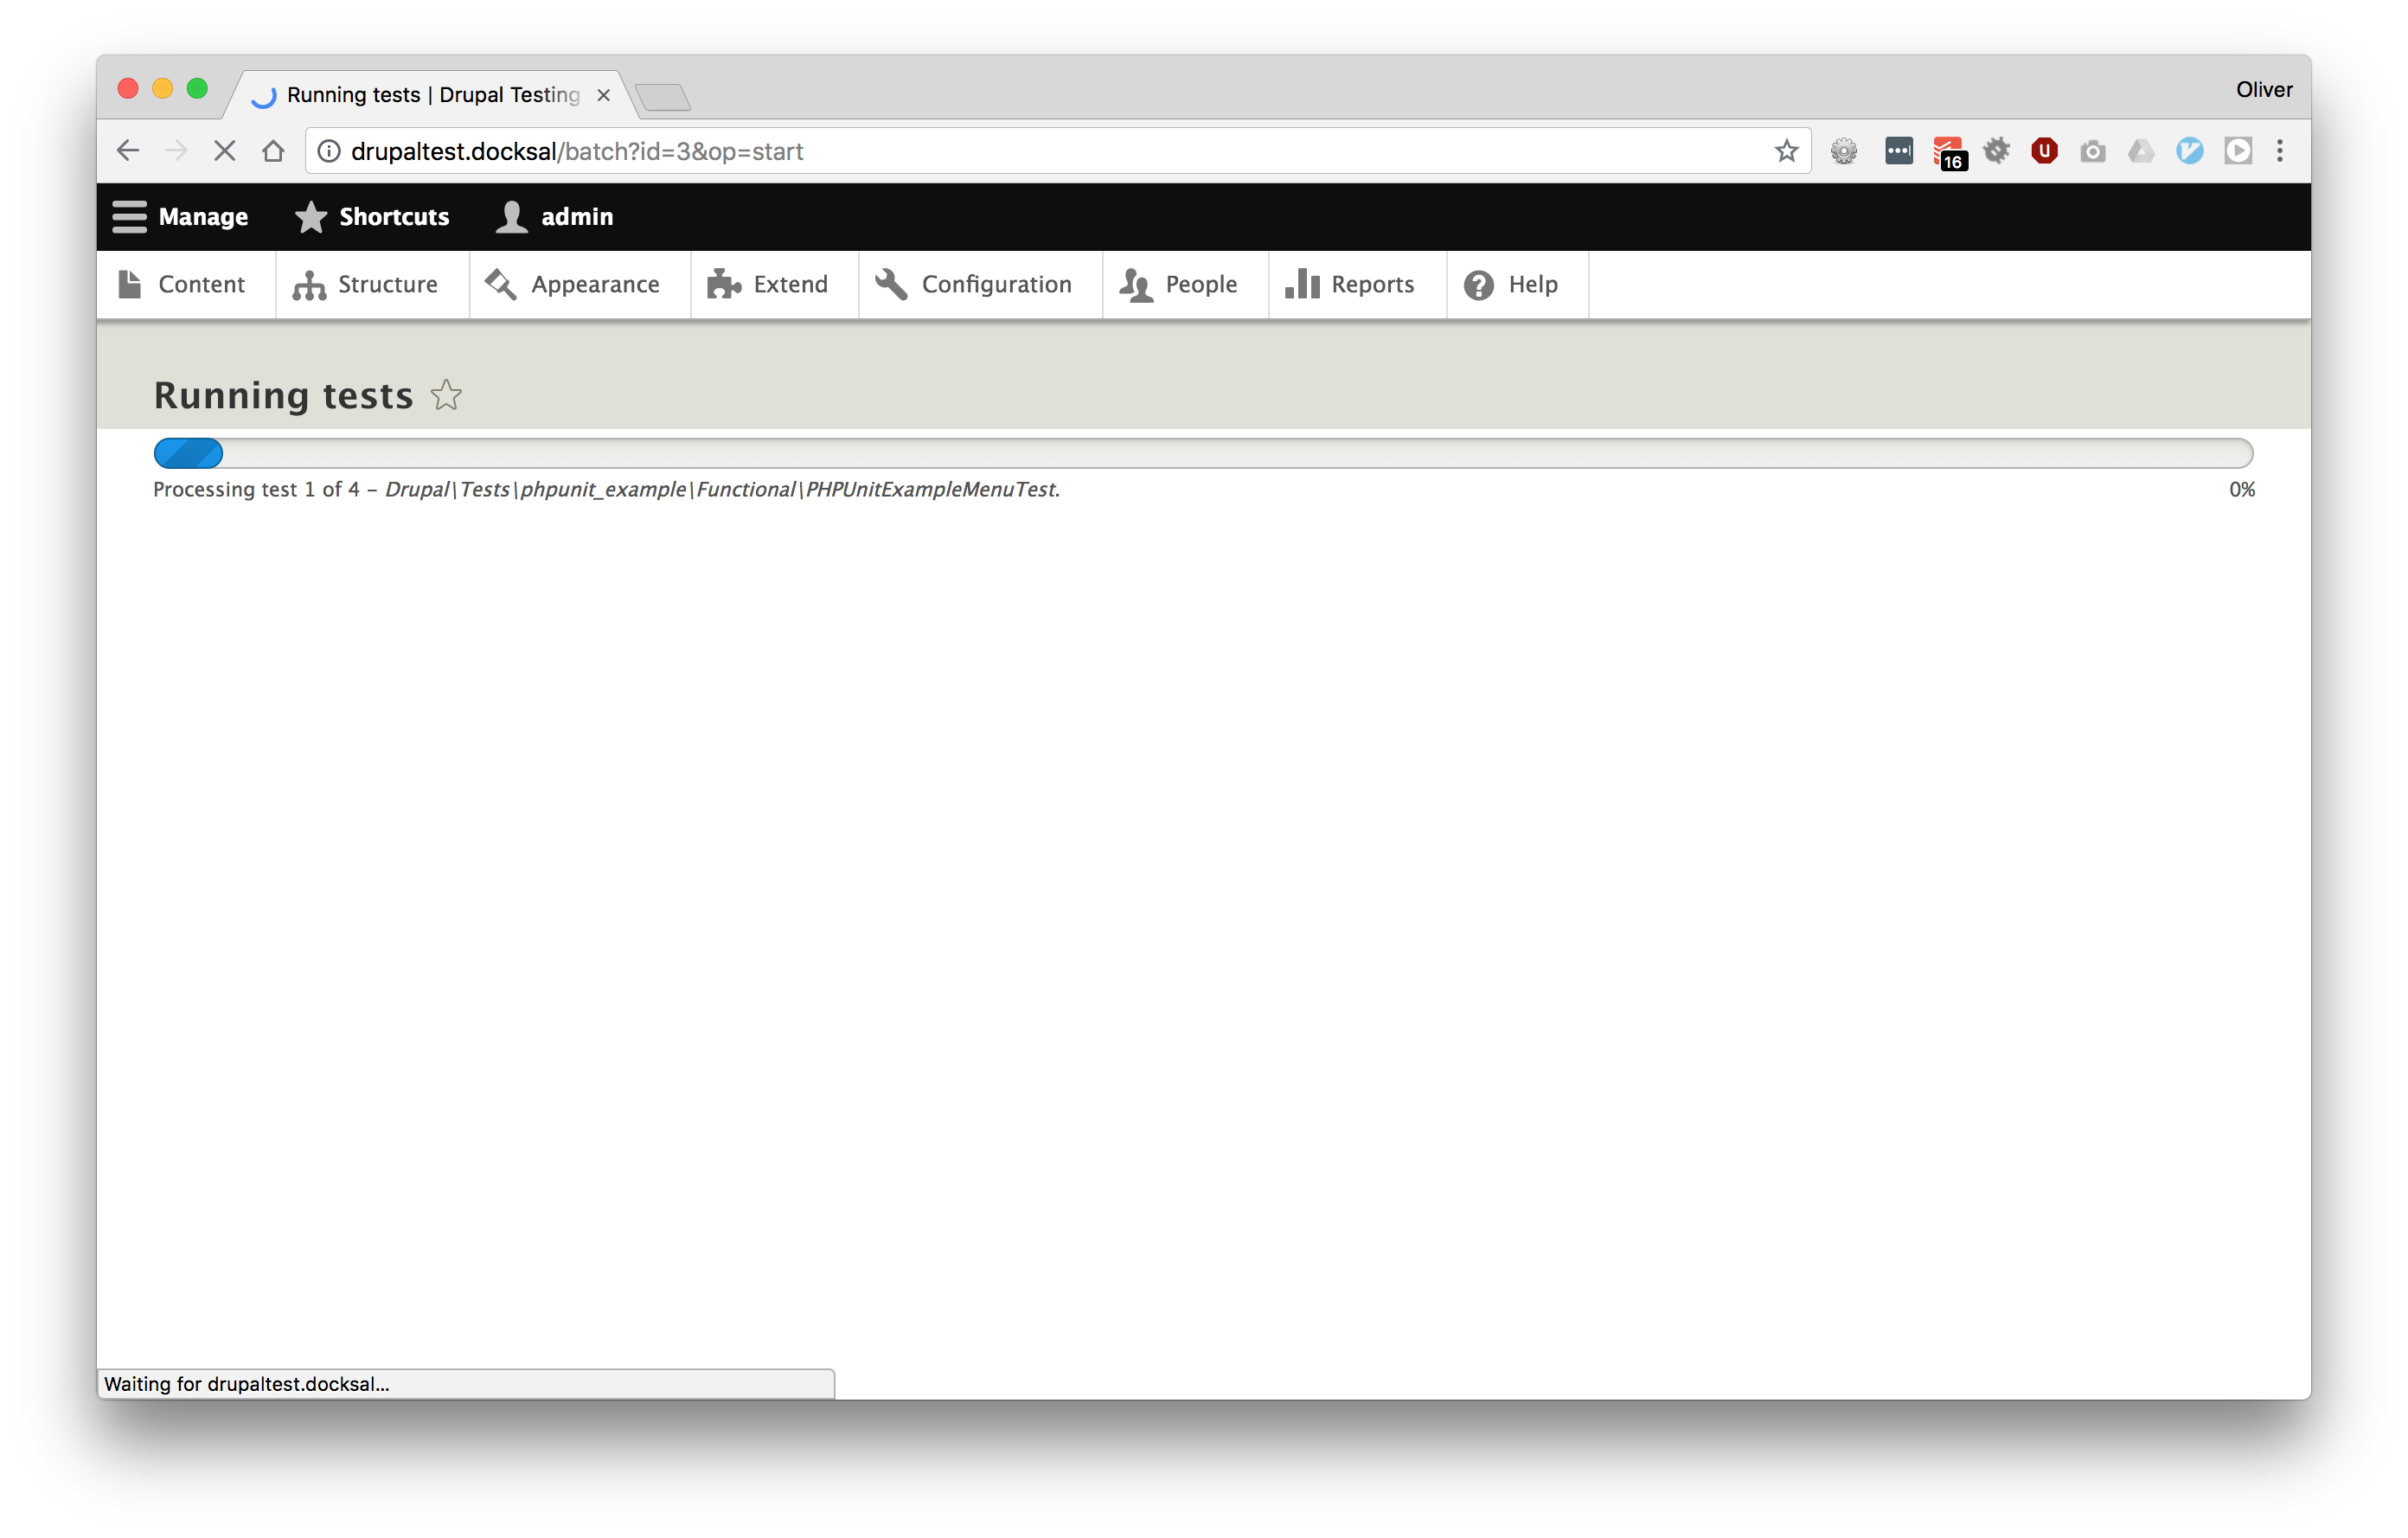 Running tests | Drupal Testing
Oliver
drupaltest.docksal/batch?id=3&op=start
16
Manage Shortcuts admin
Content Structure Appearance Extend Configuration People Reports Help
Running tests
Processing test 1 of 4 – Drupal\Tests\phpunit_example\Functional\PHPUnitExampleMenuTest. 0%
Waiting for drupaltest.docksal...